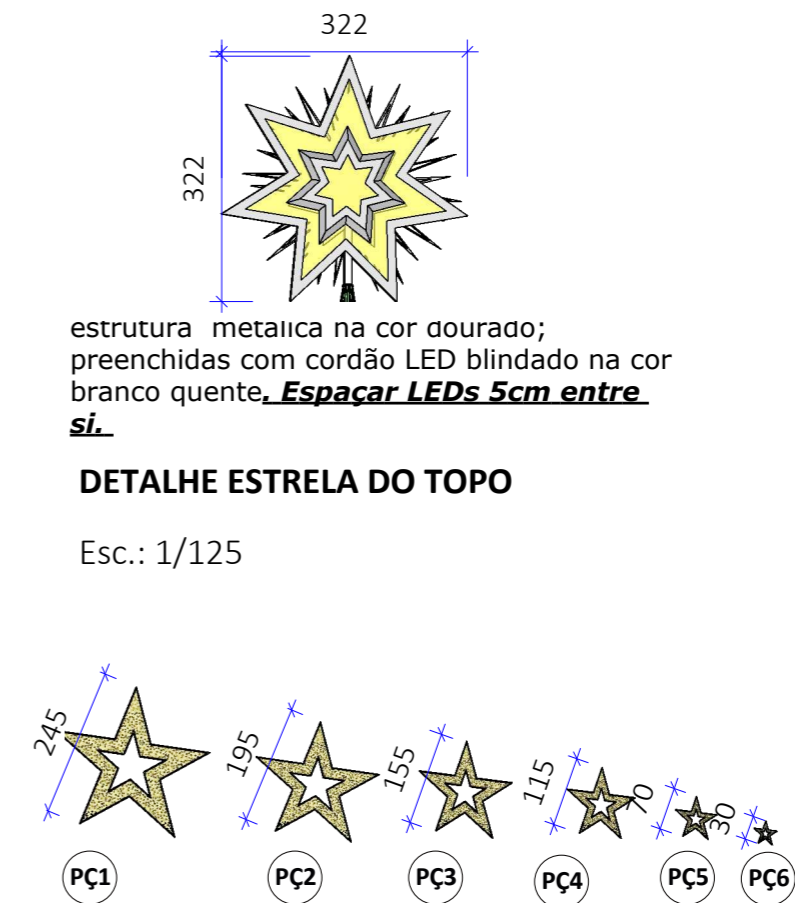 322
322
estrutura metálica na cor dourado;
preenchidas com cordão LED blindado na cor
branco quente. Espaçar LEDs 5cm entre
si.
DETALHE ESTRELA DO TOPO
Esc.: 1/125
245
195
155
115
70
30
PÇ1
PÇ2
PÇ3
PÇ4
PÇ5
PÇ6